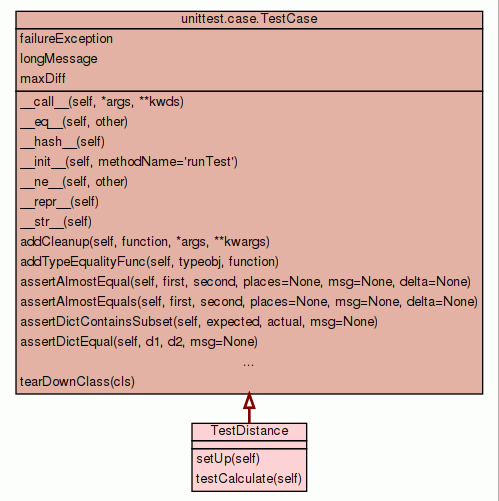 unittest.case.TestCase
failureException
longMessage
maxDiff
__call__(self, *args, **kwds)
__eq__(self, other)
__hash__(self)
__init__(self, methodName='runTest')
__ne__(self, other)
__repr__(self)
__str__(self)
addCleanup(self, function, *args, **kwargs)
addTypeEqualityFunc(self, typeobj, function)
assertAlmostEqual(self, first, second, places=None, msg=None, delta=None)
assertAlmostEquals(self, first, second, places=None, msg=None, delta=None)
assertDictContainsSubset(self, expected, actual, msg=None)
assertDictEqual(self, d1, d2, msg=None)
...
tearDownClass(cls)
TestDistance
setUp(self)
testCalculate(self)